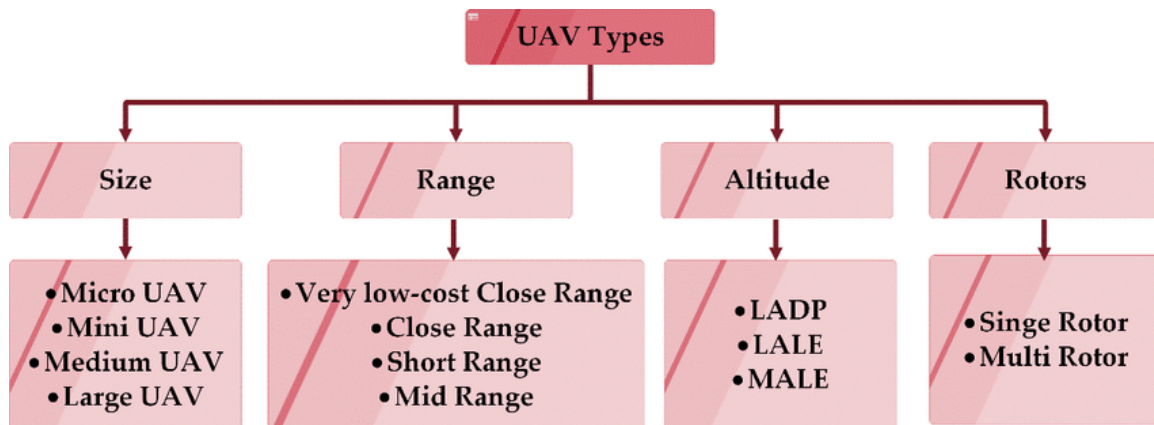 UAV Types
Size
Range
Altitude
Rotors
•Micro UAV
•Mini UAV
•Medium UAV
•Large UAV
•Very low-cost Close Range
•Close Range
•Short Range
•Mid Range
•LADP
•LALE
•MALE
•Singe Rotor
•Multi Rotor